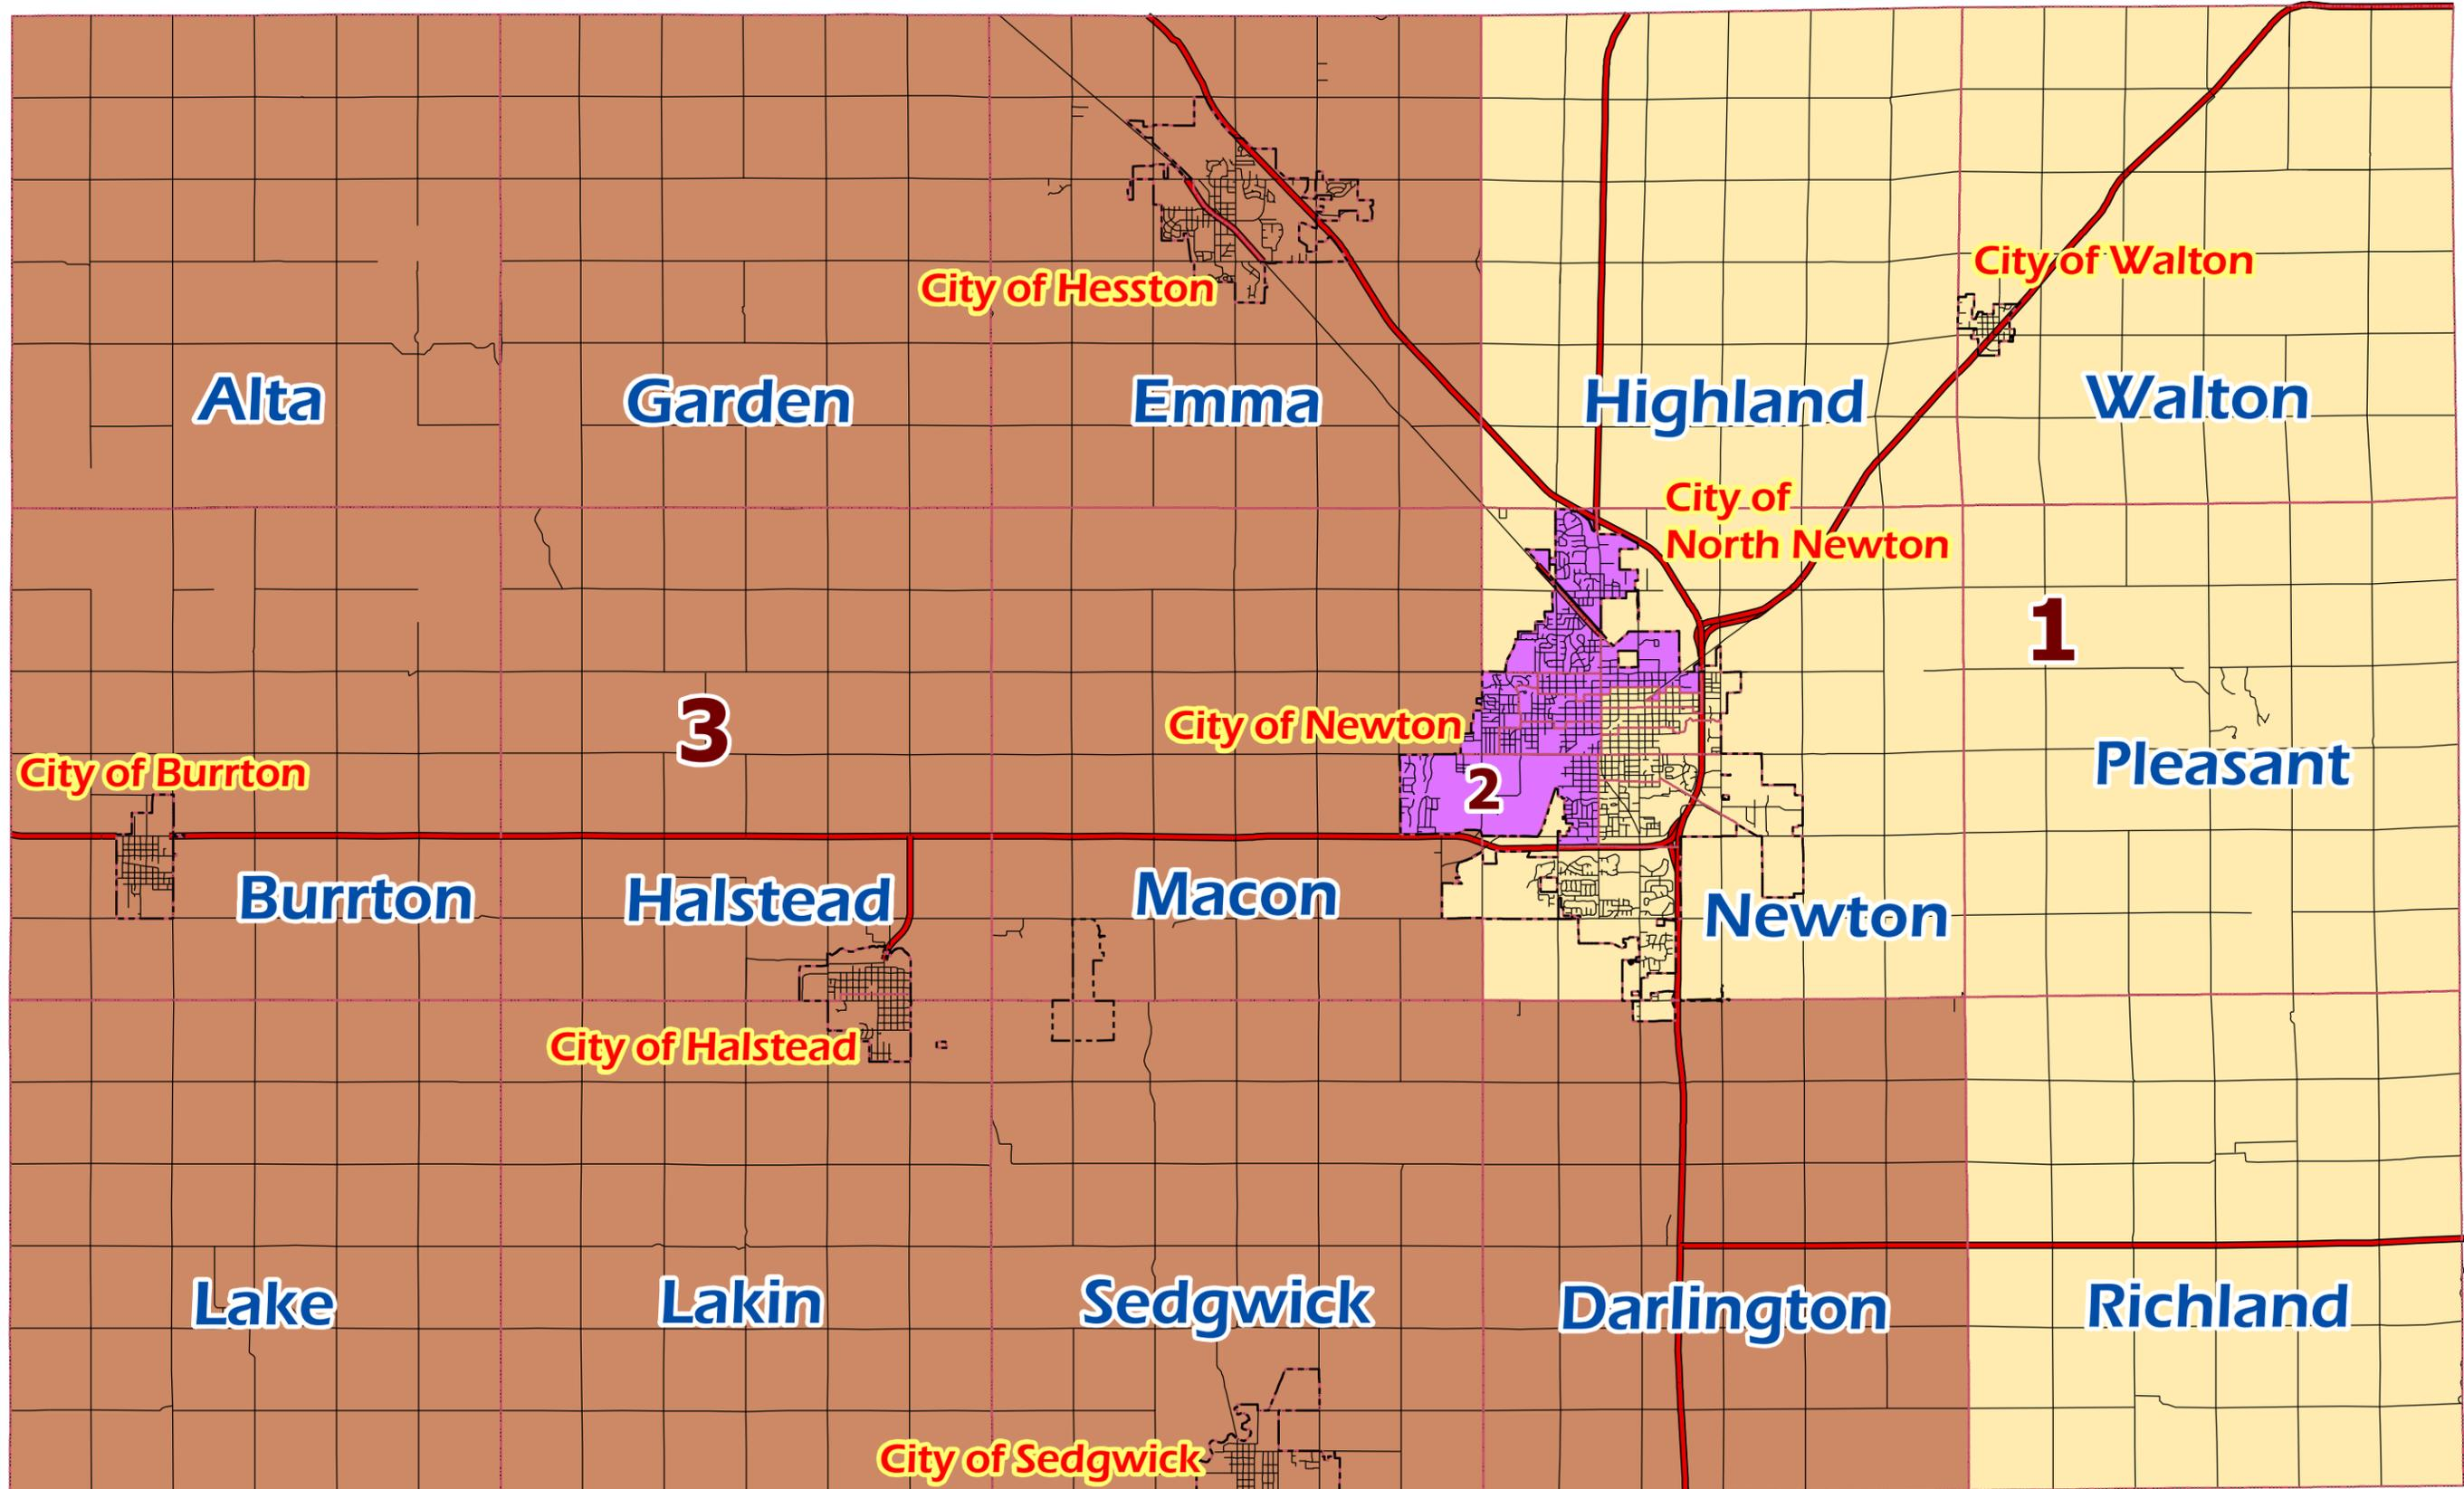 City of Walton
City of Hesston
Alta
Garden
Emma
Highland
Walton
City of
North Newton
1
3
City of Newton
City of Burrton
2
Pleasant
Burrton
Halstead
Macon
Newton
City of Halstead
Lake
Lakin
Sedgwick
Darlington
Richland
City of Sedgwick